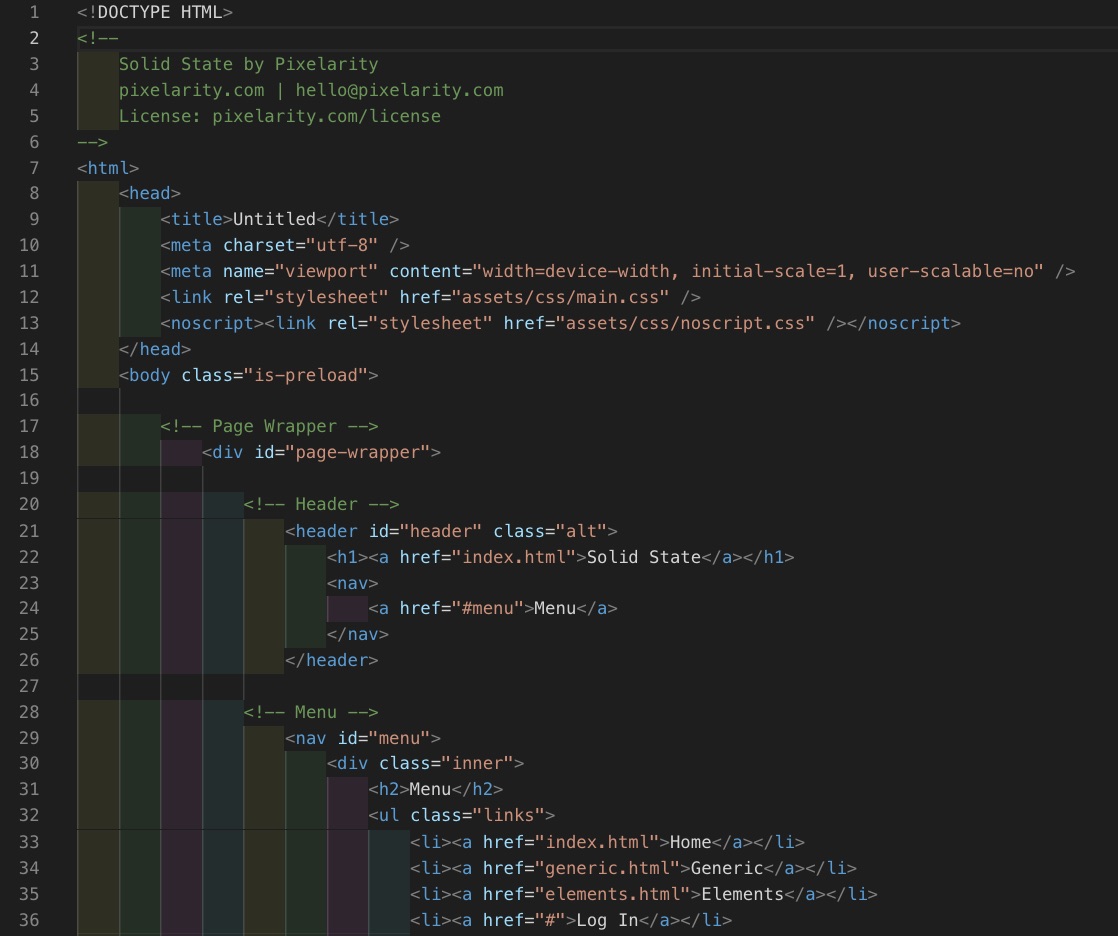 1 <!DOCTYPE HTML>
2 <!--
3 Solid State by Pixelarity
4 pixelarity.com | hello@pixelarity.com
5 License: pixelarity.com/license
6 -->
7 <html>
8 <head>
9 <title>Untitled</title>
10 <meta charset="utf-8" />
11 <meta name="viewport" content="width=device-width, initial-scale=1, user-scalable=no" />
12 <link rel="stylesheet" href="assets/css/main.css" />
13 <noscript><link rel="stylesheet" href="assets/css/noscript.css" /></noscript>
14 </head>
15 <body class="is-preload">
16
17 <!-- Page Wrapper -->
18 <div id="page-wrapper">
19
20 <!-- Header -->
21 <header id="header" class="alt">
22 <h1><a href="index.html">Solid State</a></h1>
23 <nav>
24 <a href="#menu">Menu</a>
25 </nav>
26 </header>
27
28 <!-- Menu -->
29 <nav id="menu">
30 <div class="inner">
31 <h2>Menu</h2>
32 <ul class="links">
33 <li><a href="index.html">Home</a></li>
34 <li><a href="generic.html">Generic</a></li>
35 <li><a href="elements.html">Elements</a></li>
36 <li><a href="#">Log In</a></li>